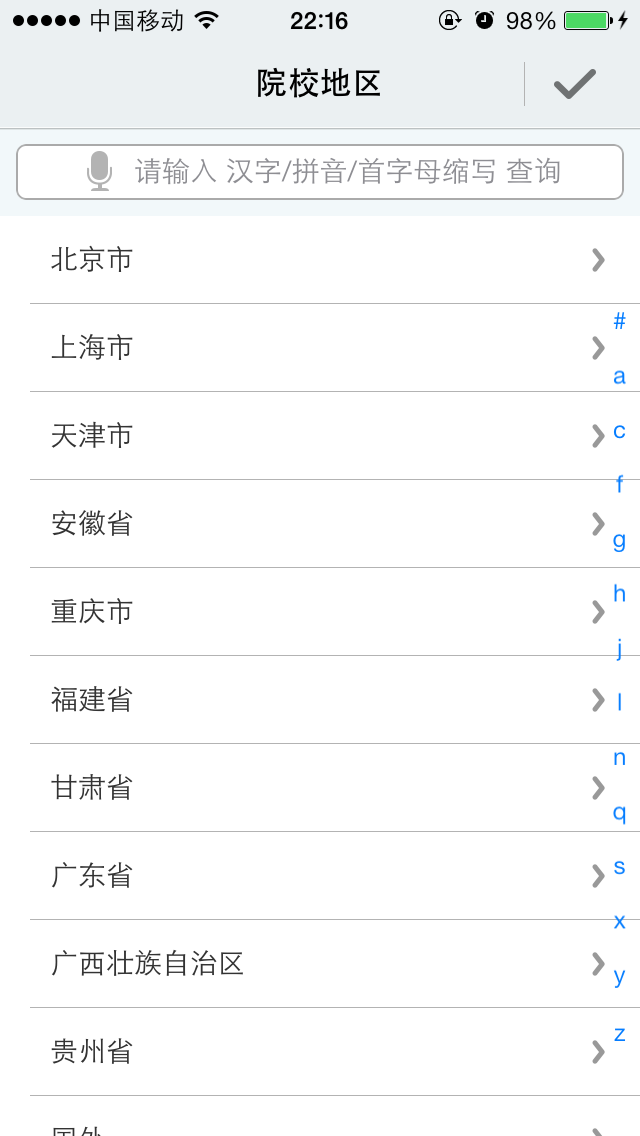 中国移动 22:16 98%
院校地区
请输入 汉字/拼音/首字母缩写 查询
北京市
上海市
天津市
安徽省
重庆市
福建省
甘肃省
广东省
广西壮族自治区
贵州省
国外
#
a
c
f
g
h
j
l
n
q
s
x
y
z